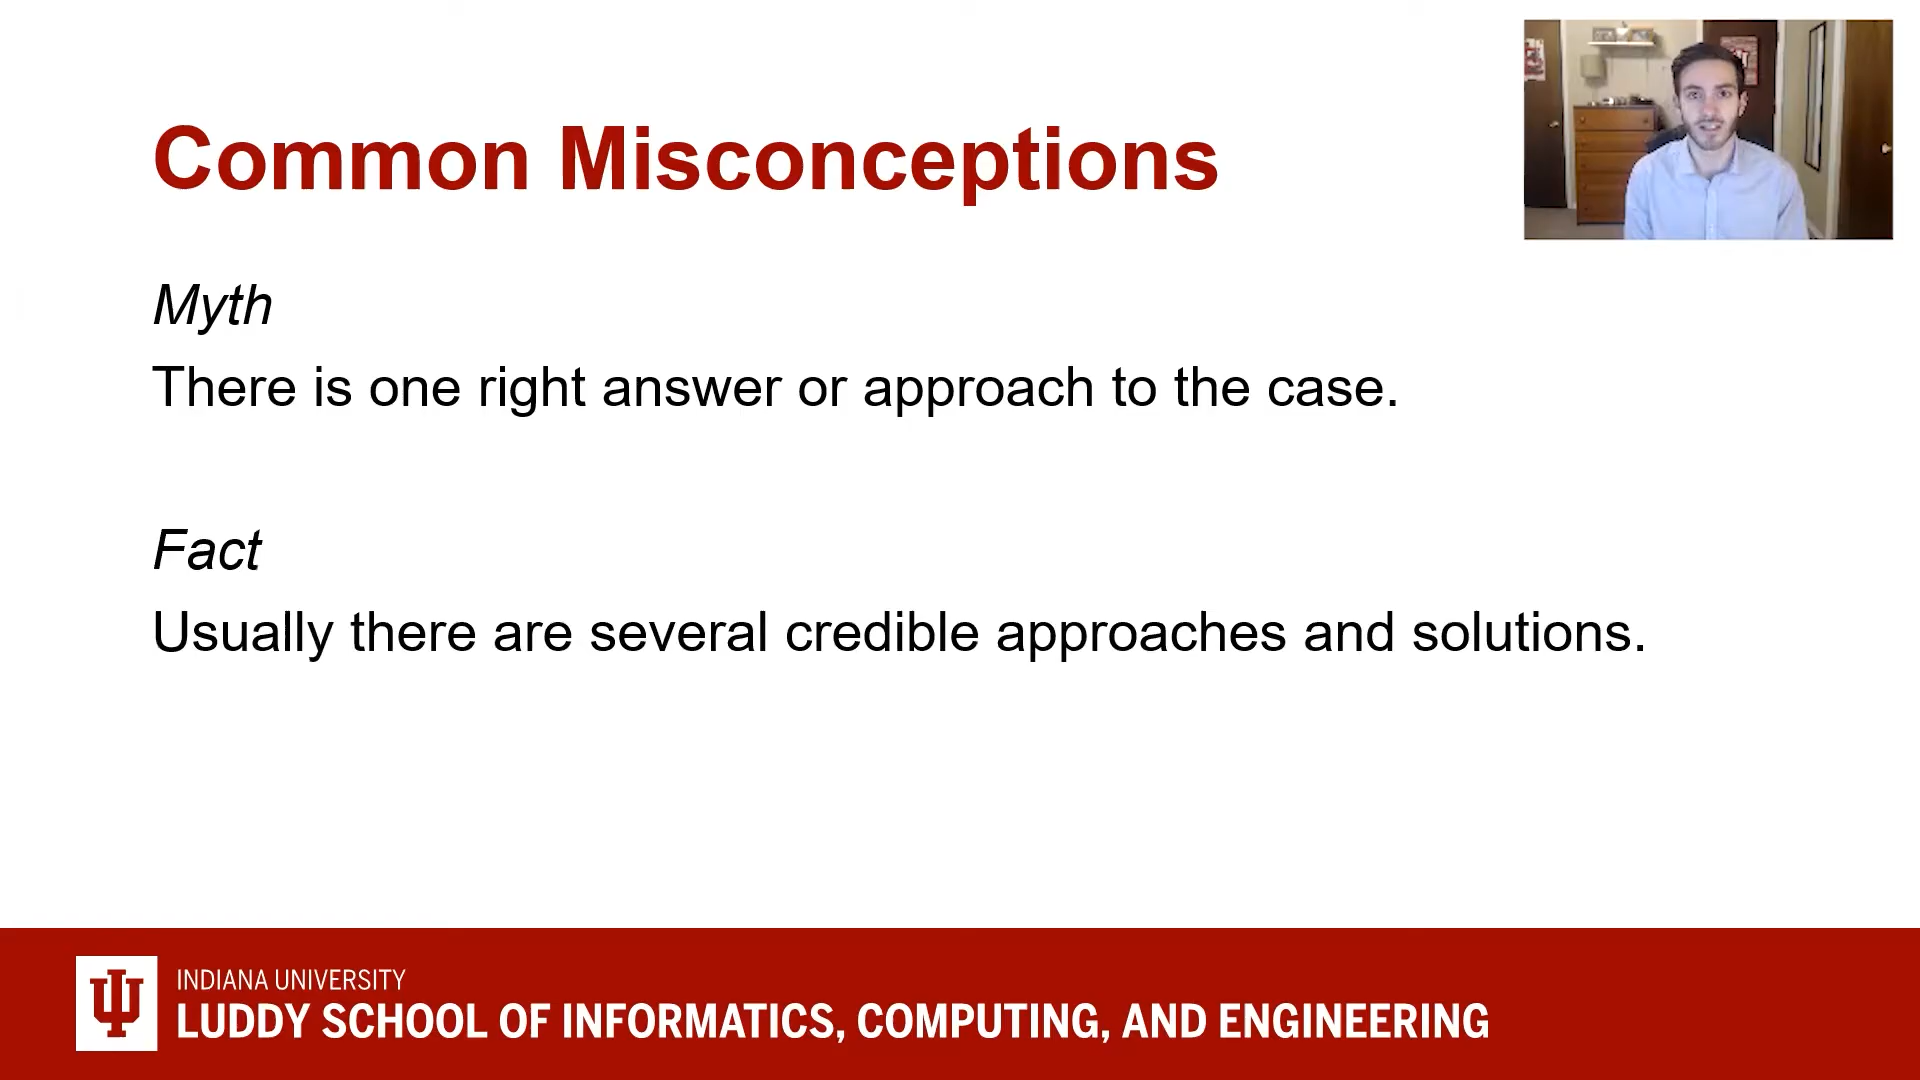 Common Misconceptions
Myth
There is one right answer or approach to the case.
Fact
Usually there are several credible approaches and solutions.
INDIANA UNIVERSITY
LUDDY SCHOOL OF INFORMATICS, COMPUTING, AND ENGINEERING